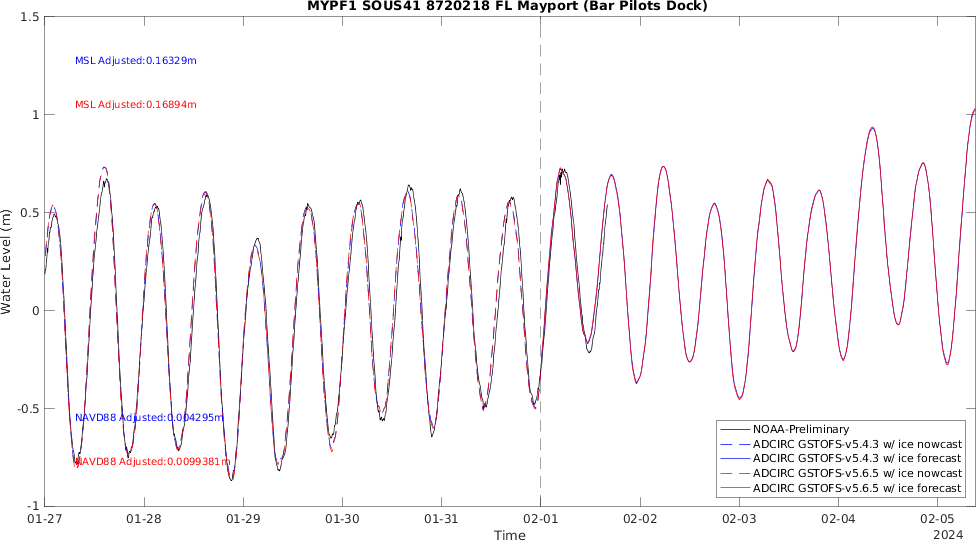 MYPF1 SOUS41 8720218 FL Mayport (Bar Pilots Dock)
1.5
MSL Adjusted:0.16329m
MSL Adjusted:0.16894m
1
0.5
Water Level (m)
0
-0.5
NAVD88 Adjusted:0.004295m
NAVD88 Adjusted:0.0099381m
-1
NOAA-Preliminary
ADCIRC GSTOFS-v5.4.3 w/ ice nowcast
ADCIRC GSTOFS-v5.4.3 w/ ice forecast
ADCIRC GSTOFS-v5.6.5 w/ ice nowcast
ADCIRC GSTOFS-v5.6.5 w/ ice forecast
01-27 01-28 01-29 01-30 01-31 02-01 02-02 02-03 02-04 02-05
Time
2024